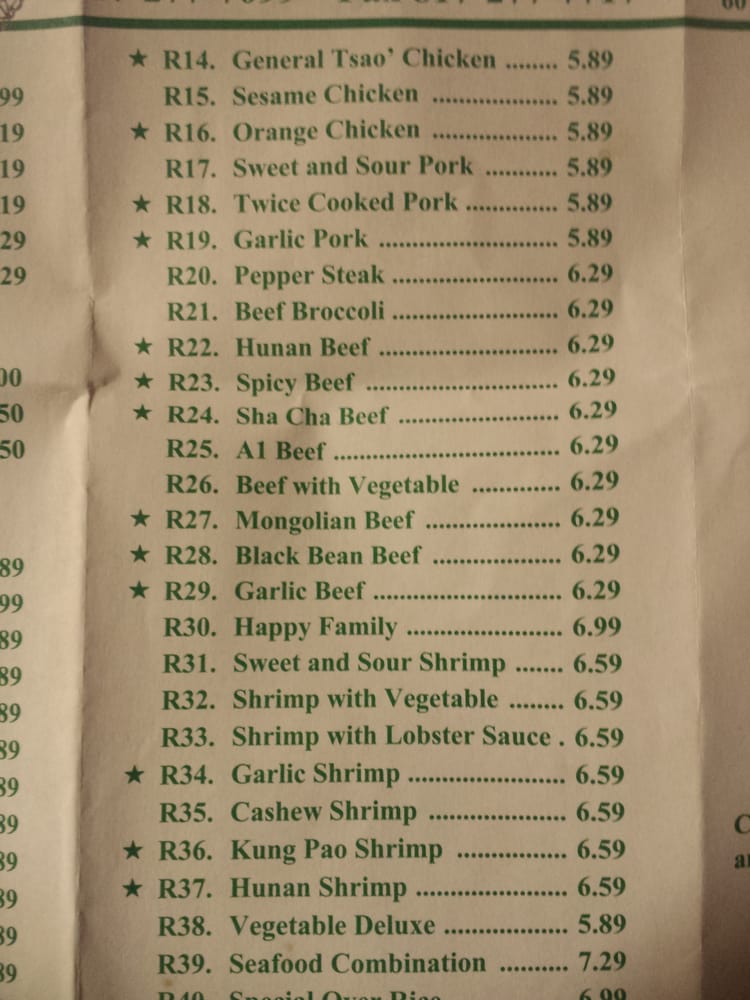 ★ R14. General Tsao' Chicken ........ 5.89
R15. Sesame Chicken ................... 5.89
★ R16. Orange Chicken ................... 5.89
R17. Sweet and Sour Pork ........... 5.89
★ R18. Twice Cooked Pork .............. 5.89
★ R19. Garlic Pork ........................... 5.89
R20. Pepper Steak ......................... 6.29
R21. Beef Broccoli ......................... 6.29
★ R22. Hunan Beef ........................... 6.29
★ R23. Spicy Beef ............................. 6.29
★ R24. Sha Cha Beef ........................ 6.29
R25. A1 Beef .................................. 6.29
R26. Beef with Vegetable ............. 6.29
★ R27. Mongolian Beef .................... 6.29
★ R28. Black Bean Beef ................... 6.29
★ R29. Garlic Beef ............................ 6.29
R30. Happy Family ....................... 6.99
R31. Sweet and Sour Shrimp ....... 6.59
R32. Shrimp with Vegetable ........ 6.59
R33. Shrimp with Lobster Sauce . 6.59
★ R34. Garlic Shrimp ....................... 6.59
R35. Cashew Shrimp .................... 6.59
★ R36. Kung Pao Shrimp ................ 6.59
★ R37. Hunan Shrimp ...................... 6.59
R38. Vegetable Deluxe .................. 5.89
R39. Seafood Combination .......... 7.29
R40. Special Over Rice 6.99